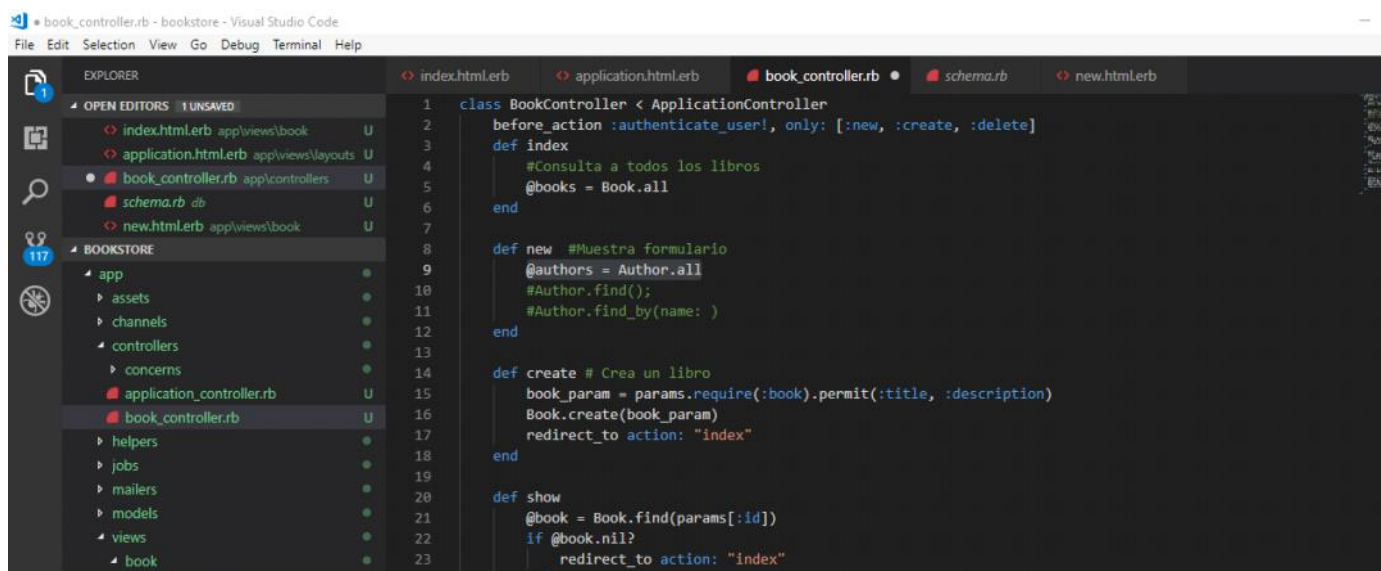 ● book_controller.rb - bookstore - Visual Studio Code
File Edit Selection View Go Debug Terminal Help
EXPLORER
OPEN EDITORS 1 UNSAVED
index.html.erb app\views\book U
application.html.erb app\views\layouts U
● book_controller.rb app\controllers U
schema.rb db U
new.html.erb app\views\book U
BOOKSTORE
app
assets
channels
controllers
concerns
application_controller.rb U
book_controller.rb U
helpers
jobs
mailers
models
views
book
1
117
index.html.erb application.html.erb book_controller.rb ● schema.rb new.html.erb
1 class BookController < ApplicationController
2 before_action :authenticate_user!, only: [:new, :create, :delete]
3 def index
4 #Consulta a todos los libros
5 @books = Book.all
6 end
7
8 def new #Muestra formulario
9 @authors = Author.all
10 #Author.find();
11 #Author.find_by(name: )
12 end
13
14 def create # Crea un libro
15 book_param = params.require(:book).permit(:title, :description)
16 Book.create(book_param)
17 redirect_to action: "index"
18 end
19
20 def show
21 @book = Book.find(params[:id])
22 if @book.nil?
23 redirect_to action: "index"